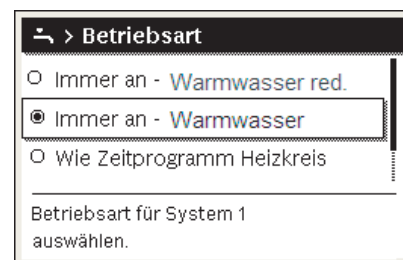 > Betriebsart
Immer an - Warmwasser red.
Immer an - Warmwasser
Wie Zeitprogramm Heizkreis
Betriebsart für System 1
auswählen.